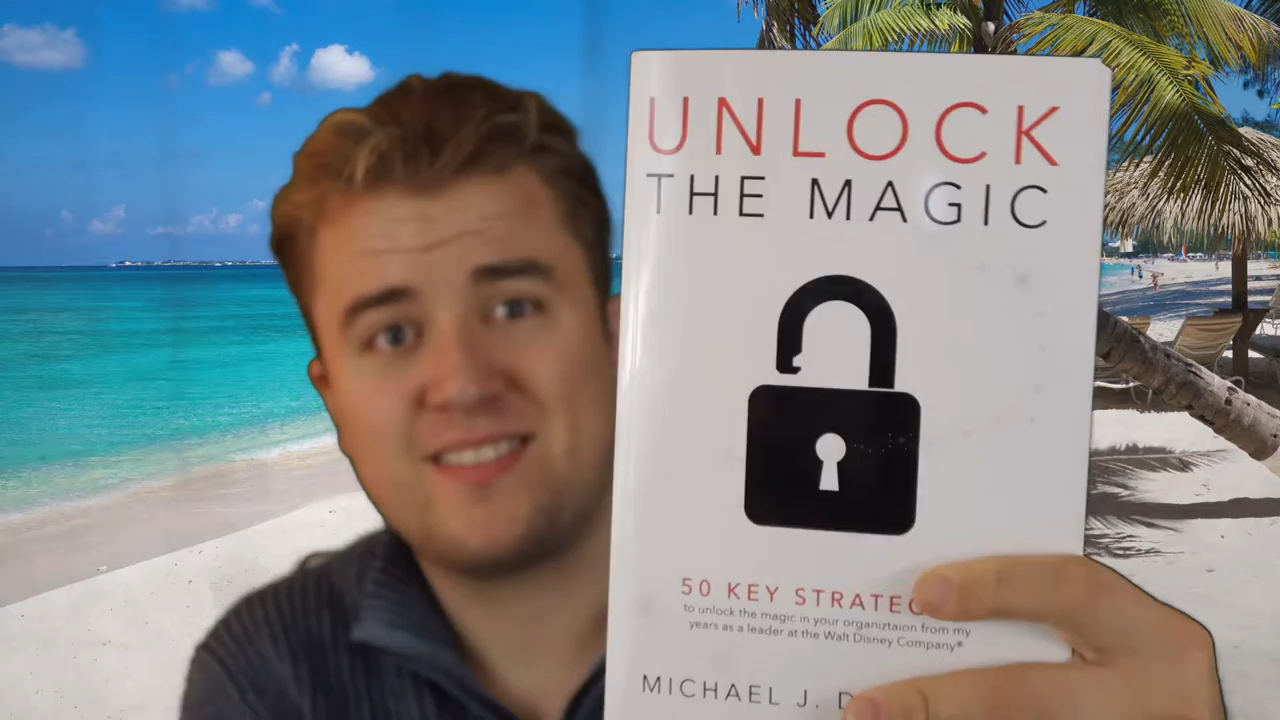 UNLOCK
THE MAGIC
50 KEY STRATEG
to unlock the magic in your organiztaion from my
years as a leader at the Walt Disney Company®
MICHAEL J. D